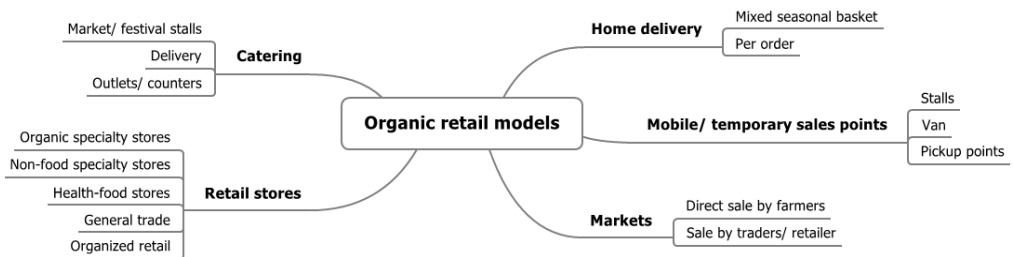 Market/ festival stalls
Delivery
Outlets/ counters
Catering
Organic specialty stores
Non-food specialty stores
Health-food stores
General trade
Organized retail
Retail stores
Organic retail models
Home delivery
Mixed seasonal basket
Per order
Mobile/ temporary sales points
Stalls
Van
Pickup points
Markets
Direct sale by farmers
Sale by traders/ retailer